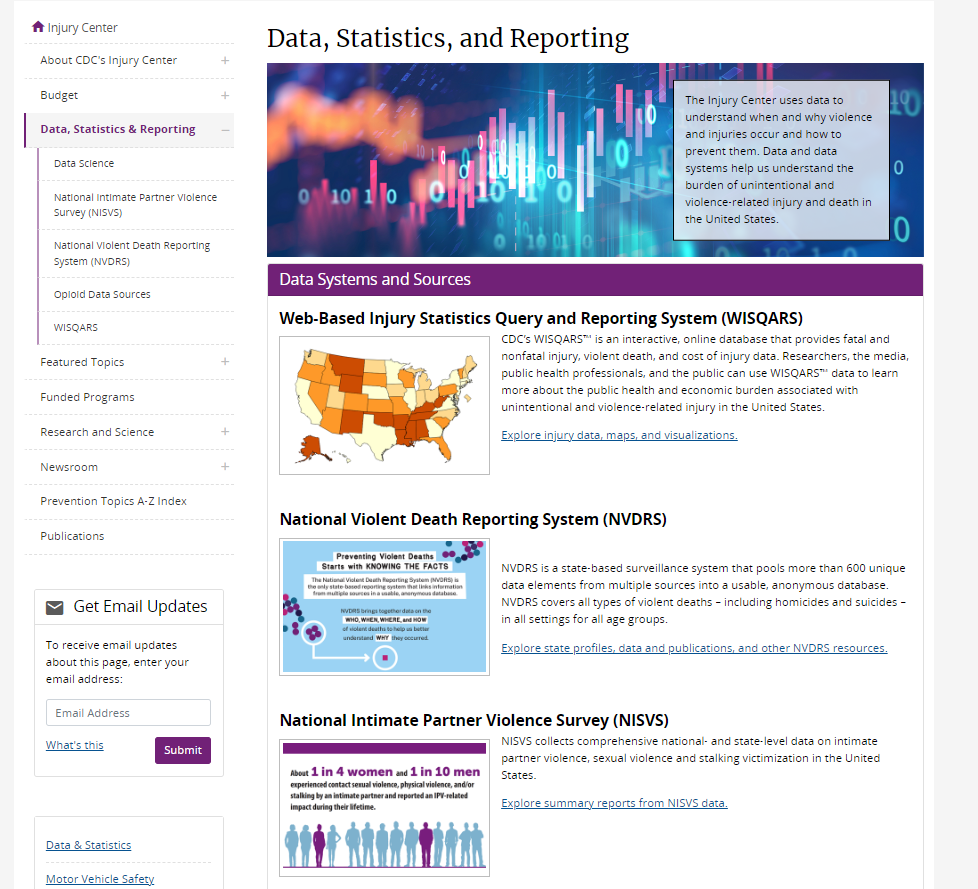 Injury Center
About CDC's Injury Center
Budget
Data, Statistics & Reporting
Data Science
National Intimate Partner Violence
Survey (NISVS)
National Violent Death Reporting
System (NVDRS)
Opioid Data Sources
WISQARS
Featured Topics
Funded Programs
Research and Science
Newsroom
Prevention Topics A-Z Index
Publications
Get Email Updates
To receive email updates
about this page, enter your
email address:
Email Address
What's this
Submit
Data & Statistics
Motor Vehicle Safety
Data, Statistics, and Reporting
The Injury Center uses data to
understand when and why violence
and injuries occur and how to
prevent them. Data and data
systems help us understand the
burden of unintentional and
violence-related injury and death in
the United States.
Data Systems and Sources
Web-Based Injury Statistics Query and Reporting System (WISQARS)
CDC's WISQARS™ is an interactive, online database that provides fatal and
nonfatal injury, violent death, and cost of injury data. Researchers, the media,
public health professionals, and the public can use WISQARS™ data to learn
more about the public health and economic burden associated with
unintentional and violence-related injury in the United States.
Explore injury data, maps, and visualizations.
National Violent Death Reporting System (NVDRS)
Preventing Violent Deaths
Starts with KNOWING THE FACTS
The National Violent Death Reporting System (NVDRS) is
the only state-based reporting system that links information
from multiple sources in a usable, anonymous database.
NVDRS brings together data on the
WHO, WHEN, WHERE, and HOW
of violent deaths to help us better
understand WHY they occurred.
NVDRS is a state-based surveillance system that pools more than 600 unique
data elements from multiple sources into a usable, anonymous database.
NVDRS covers all types of violent deaths – including homicides and suicides –
in all settings for all age groups.
Explore state profiles, data and publications, and other NVDRS resources.
National Intimate Partner Violence Survey (NISVS)
About 1 in 4 women and 1 in 10 men
experienced contact sexual violence, physical violence, and/or
stalking by an intimate partner and reported an IPV-related
impact during their lifetime.
NISVS collects comprehensive national- and state-level data on intimate
partner violence, sexual violence and stalking victimization in the United
States.
Explore summary reports from NISVS data.